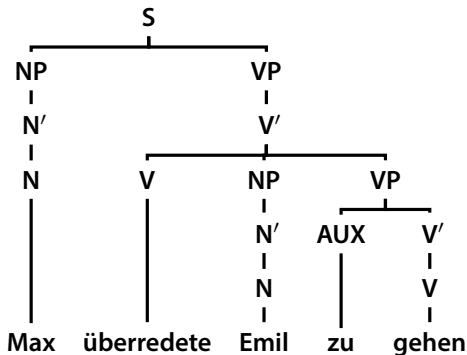 S
NP VP
N′ V′
N V NP VP
N′ AUX V′
N V
Max überredete Emil zu gehen